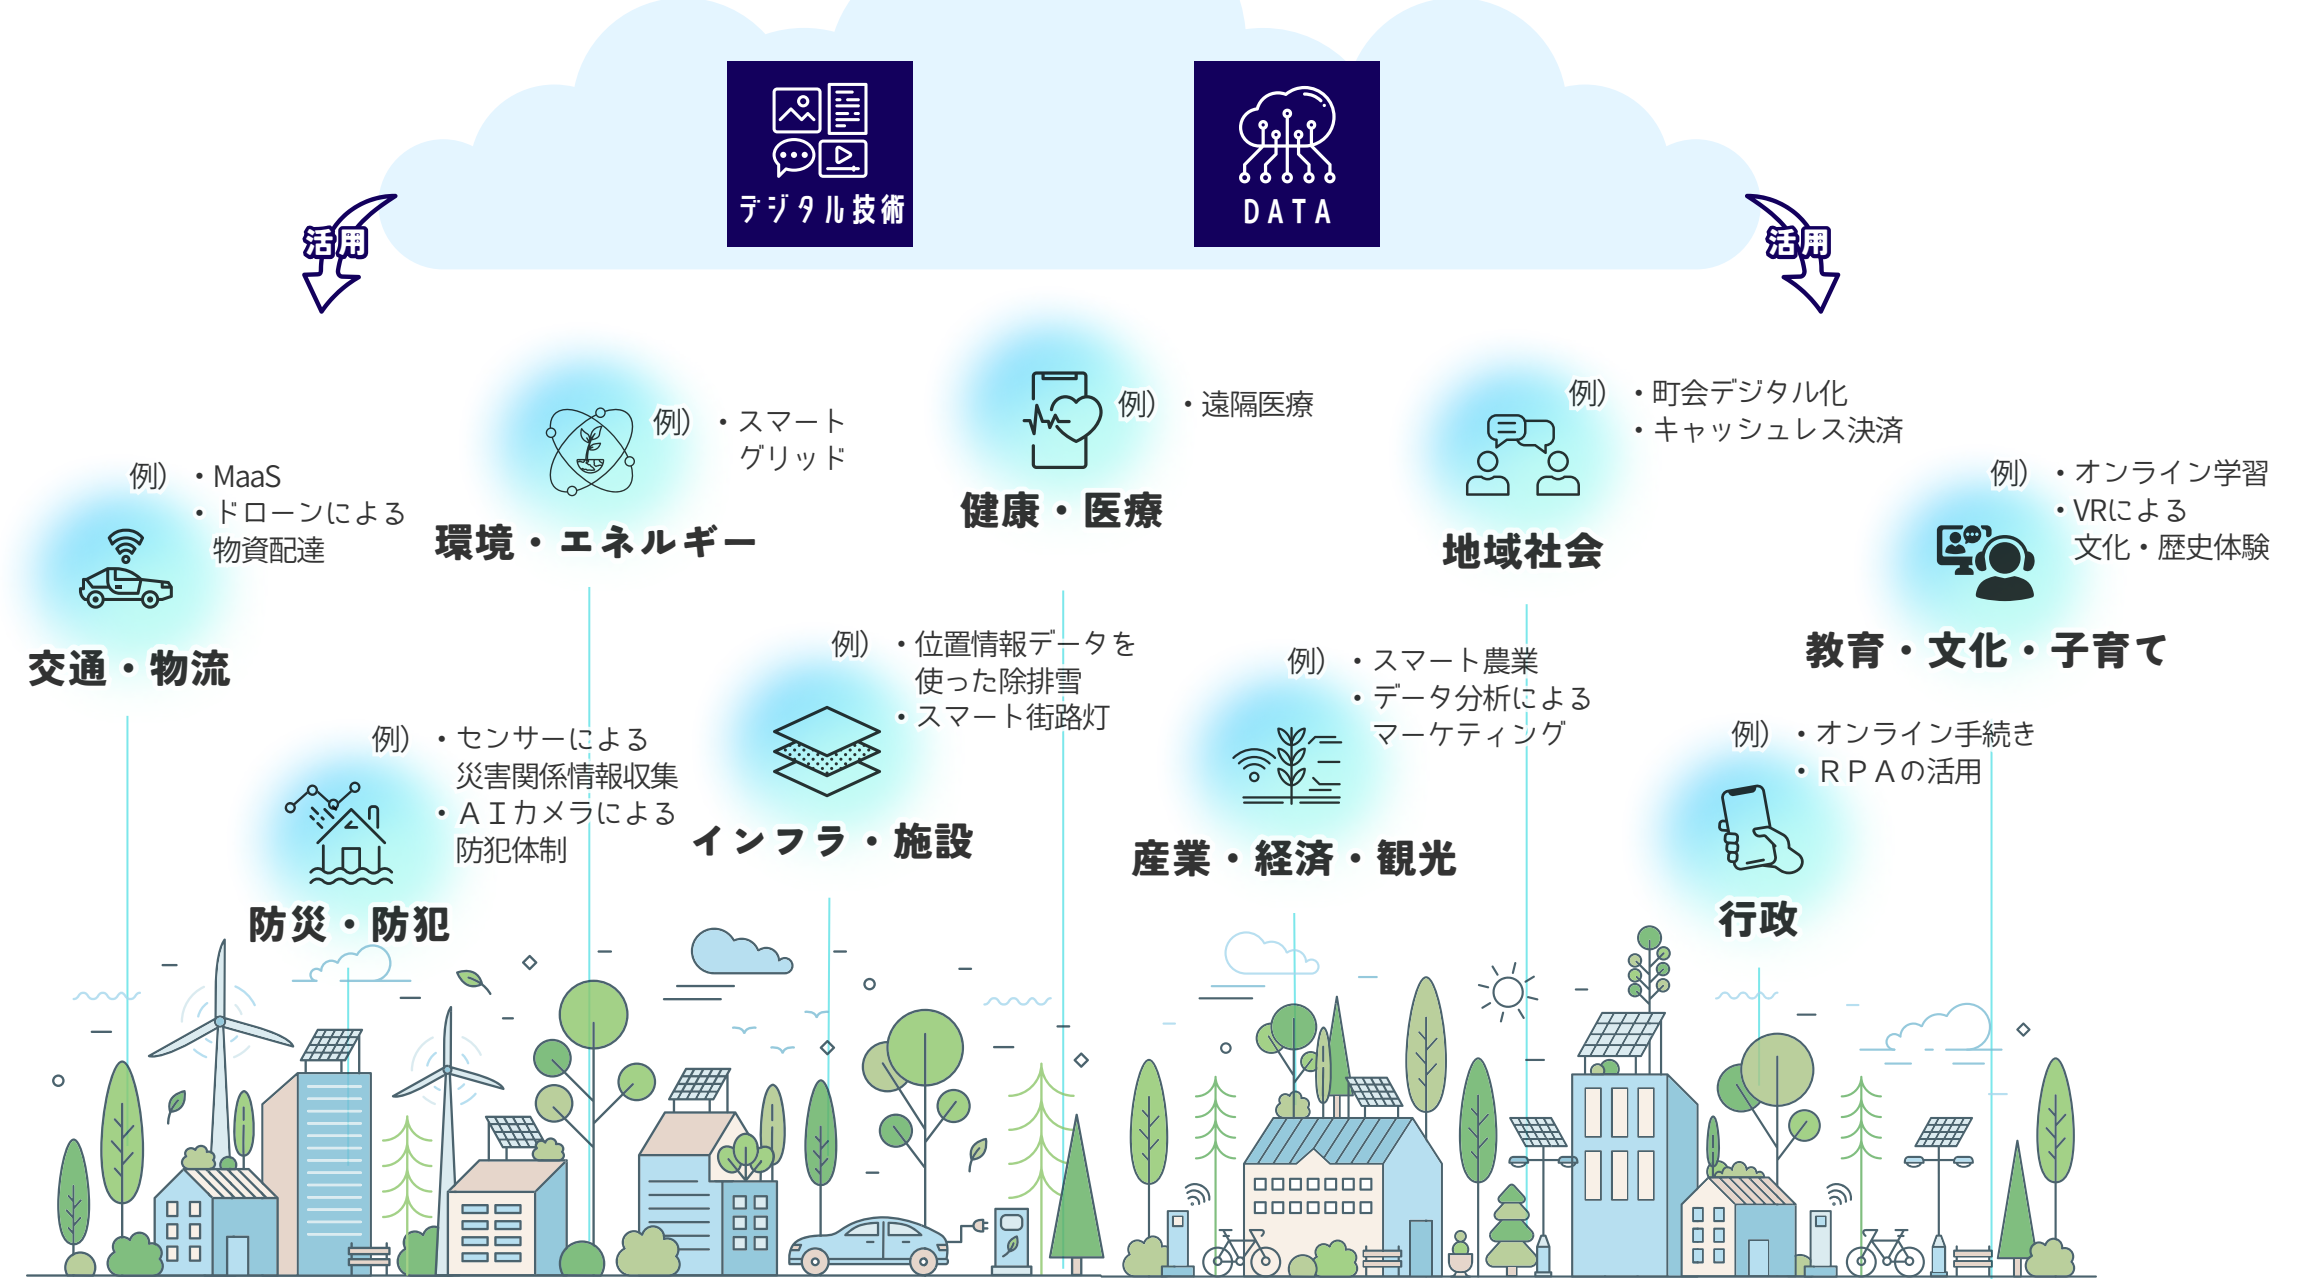 デジタル技術
DATA
活用
活用
例）・MaaS
・ドローンによる
物資配達
交通・物流
例）・スマート
グリッド
環境・エネルギー
例）・遠隔医療
健康・医療
例）・町会デジタル化
・キャッシュレス決済
地域社会
例）・オンライン学習
・VRによる
文化・歴史体験
教育・文化・子育て
例）・センサーによる
災害関係情報収集
・ＡＩカメラによる
防犯体制
防災・防犯
例）・位置情報データを
使った除排雪
・スマート街路灯
インフラ・施設
例）・スマート農業
・データ分析による
マーケティング
産業・経済・観光
例）・オンライン手続き
・ＲＰＡの活用
行政